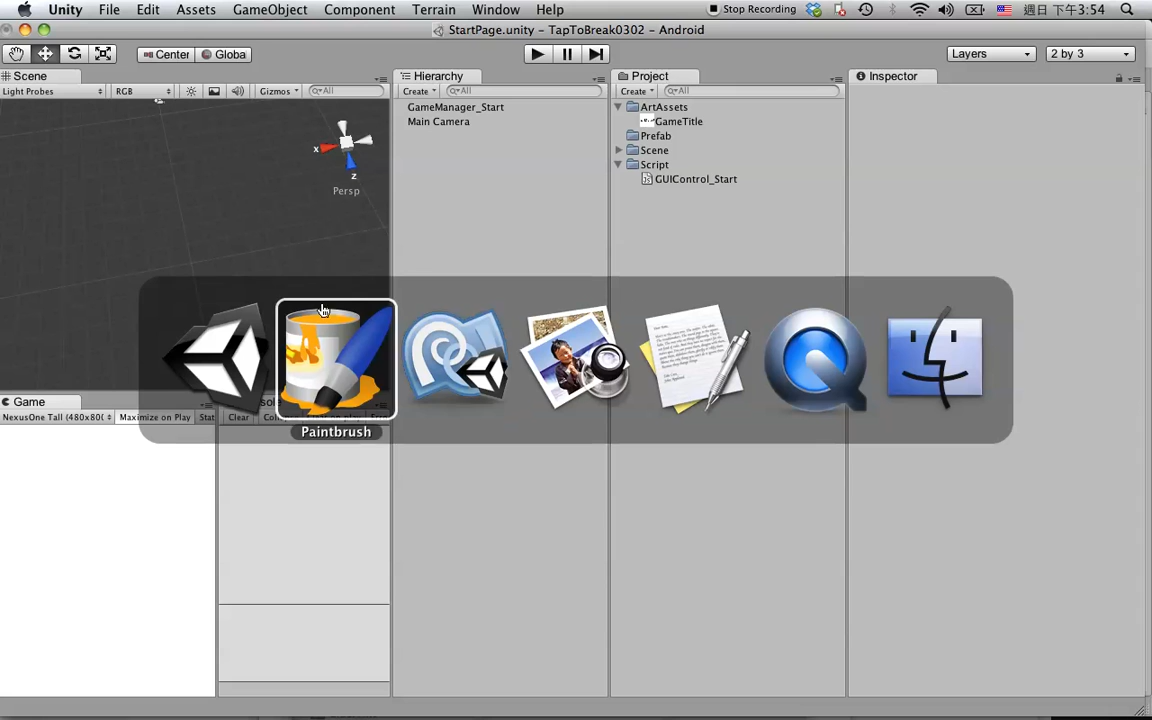 Unity File Edit Assets GameObject Component Terrain Window Help Stop Recording 週日下午3:54
StartPage.unity - TapToBreak0302 - Android
Center Globa Layers 2 by 3
Scene Hierarchy Project Inspector
Light Probes RGB Gizmos All Create All Create All
GameManager_Start
Main Camera
ArtAssets
GameTitle
Prefab
Scene
Script
GUIControl_Start
x
z
Persp
Game
NexusOne Tall (480x80 Maximize on Play Stat Clear
Paintbrush